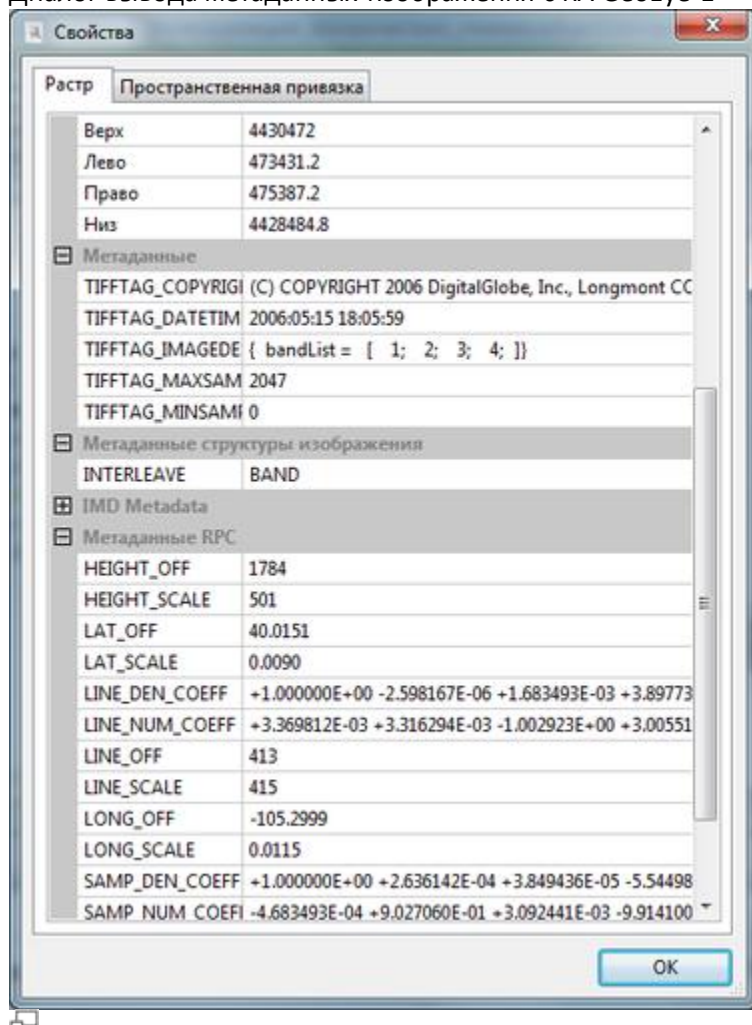 Диалог вывода метаданных изображения с КА
Свойства
Растр Пространственная привязка
Верх 4430472
Лево 473431.2
Право 475387.2
Низ 4428484.8
Метаданные
TIFFTAG_COPYRIGI (C) COPYRIGHT 2006 DigitalGlobe, Inc., Longmont CC
TIFFTAG_DATETIM 2006:05:15 18:05:59
TIFFTAG_IMAGEDE { bandList = [ 1; 2; 3; 4; ]}
TIFFTAG_MAXSAM 2047
TIFFTAG_MINSAMI 0
Метаданные структуры изображения
INTERLEAVE BAND
IMD Metadata
Метаданные RPC
HEIGHT_OFF 1784
HEIGHT_SCALE 501
LAT_OFF 40.0151
LAT_SCALE 0.0090
LINE_DEN_COEFF +1.000000E+00 -2.598167E-06 +1.683493E-03 +3.89773
LINE_NUM_COEFF +3.369812E-03 +3.316294E-03 -1.002923E+00 +3.00551
LINE_OFF 413
LINE_SCALE 415
LONG_OFF -105.2999
LONG_SCALE 0.0115
SAMP_DEN_COEFF +1.000000E+00 +2.636142E-04 +3.849436E-05 -5.54498
SAMP_NUM_COEFI -4.683493E-04 +9.027060E-01 +3.092441E-03 -9.914100
OK